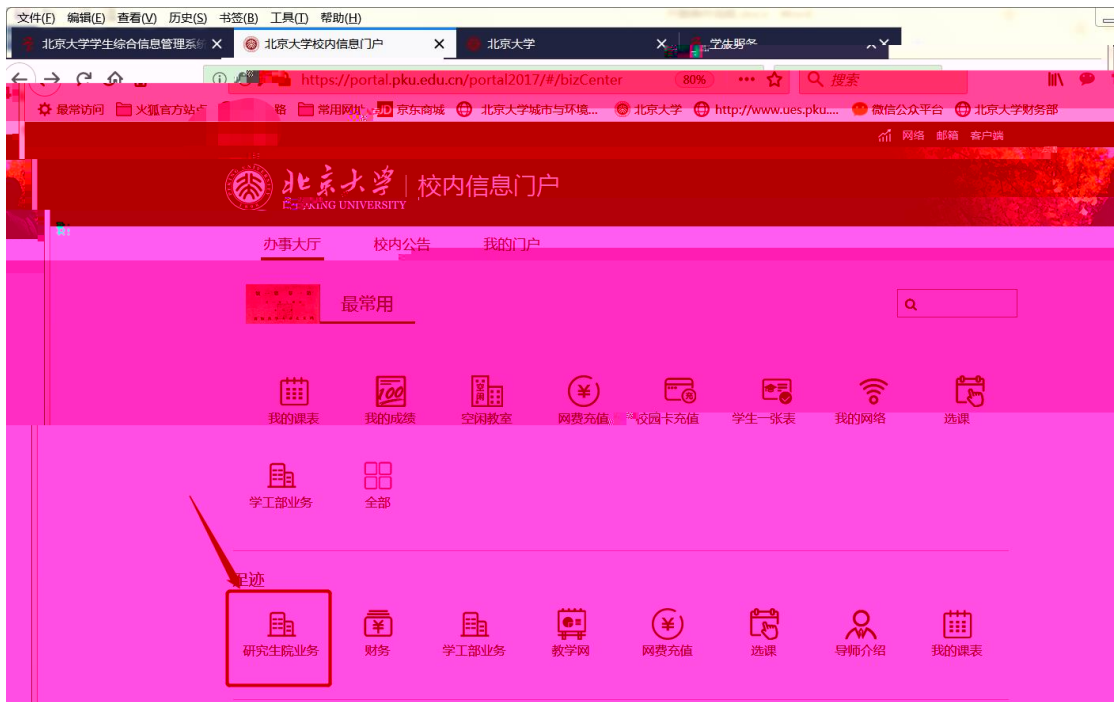 文件(F) 编辑(E) 查看(V) 历史(S) 书签(B) 工具(T) 帮助(H)
北京大学学生综合信息管理系统 北京大学校内信息门户 北京大学
https://portal.pku.edu.cn/portal2017/#/bizCenter 80% 搜索
最常访问 火狐官方站点 常用网址 JD 京东商城 北京大学城市与环境... 北京大学 http://www.ues.pku.... 微信公众平台 北京大学财务部
网络 邮箱 客户端
北京大学 校内信息门户
PEKING UNIVERSITY
办事大厅 校内公告 我的门户
最常用
我的课表 我的成绩 空闲教室 网费充值 校园卡充值 学生一张表 我的网络 选课
学工部业务 全部
足迹
研究生院业务 财务 学工部业务 教学网 网费充值 选课 导师介绍 我的课表